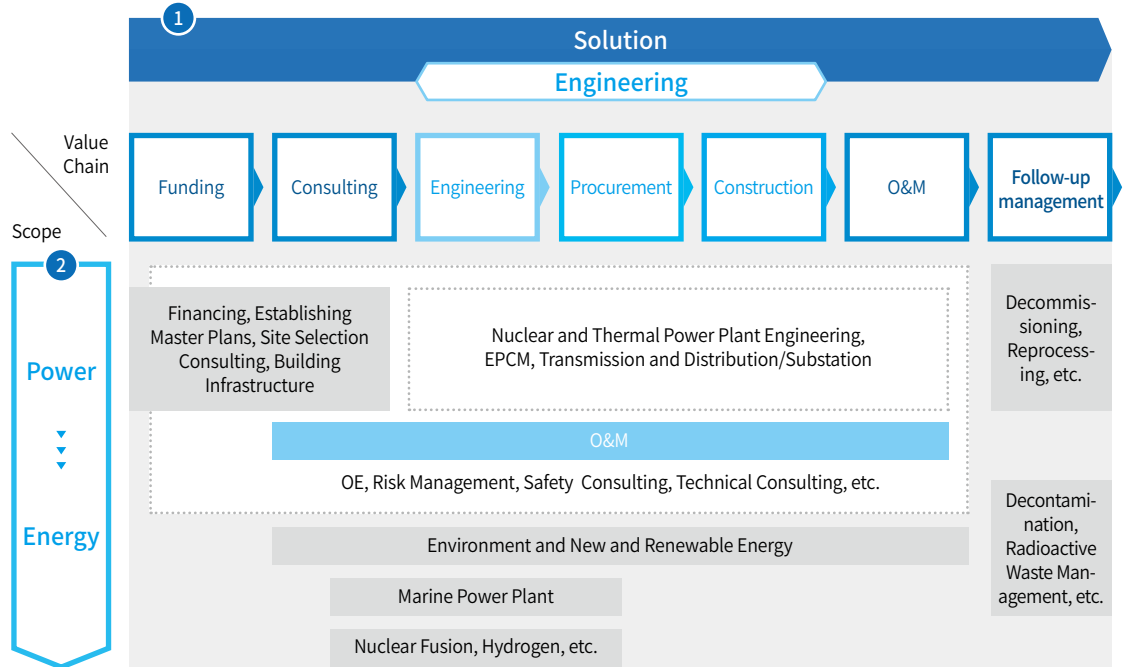 1
Solution
Engineering
Value
Chain
Scope
Funding
Consulting
Engineering
Procurement
Construction
O&M
Follow-up
management
2
Power
Energy
Financing, Establishing
Master Plans, Site Selection
Consulting, Building
Infrastructure
Nuclear and Thermal Power Plant Engineering,
EPCM, Transmission and Distribution/Substation
Decommis-
sioning,
Reprocess-
ing, etc.
O&M
OE, Risk Management, Safety Consulting, Technical Consulting, etc.
Decontami-
nation,
Radioactive
Waste Man-
agement, etc.
Environment and New and Renewable Energy
Marine Power Plant
Nuclear Fusion, Hydrogen, etc.